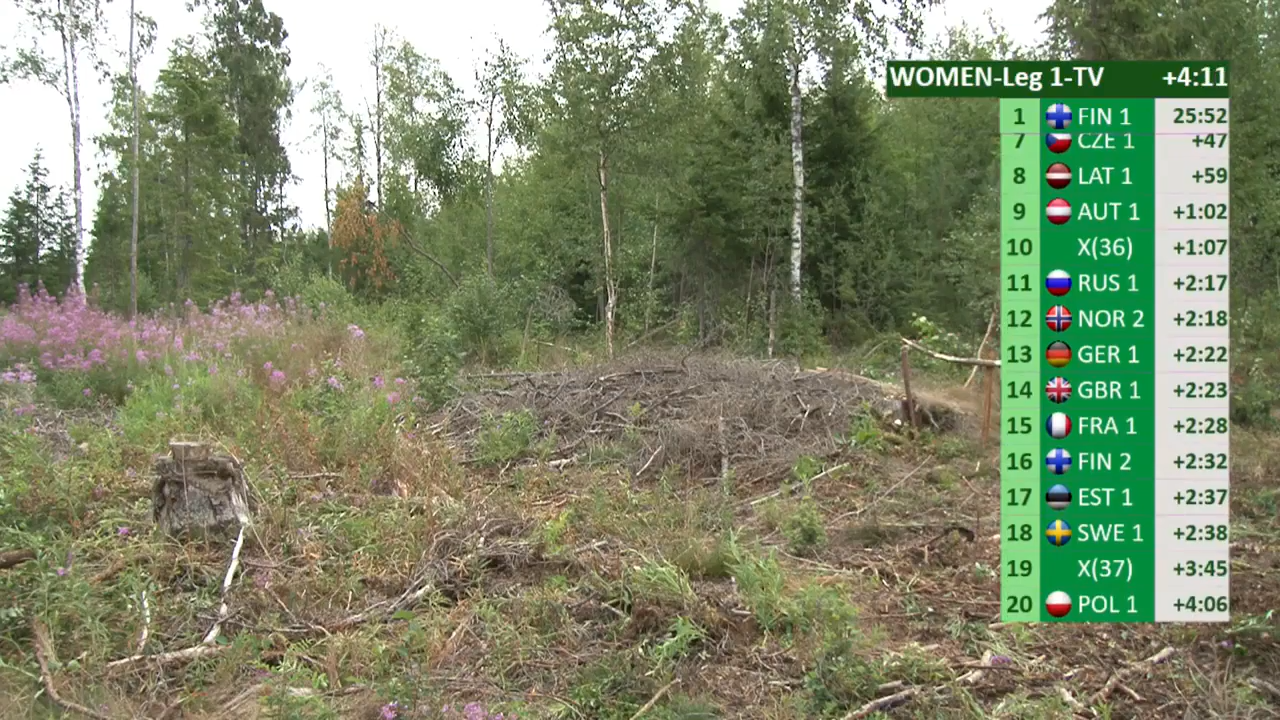 WOMEN-Leg 1-TV +4:11
1 FIN 1 25:52
7 CZE 1 +47
8 LAT 1 +59
9 AUT 1 +1:02
10 X(36) +1:07
11 RUS 1 +2:17
12 NOR 2 +2:18
13 GER 1 +2:22
14 GBR 1 +2:23
15 FRA 1 +2:28
16 FIN 2 +2:32
17 EST 1 +2:37
18 SWE 1 +2:38
19 X(37) +3:45
20 POL 1 +4:06